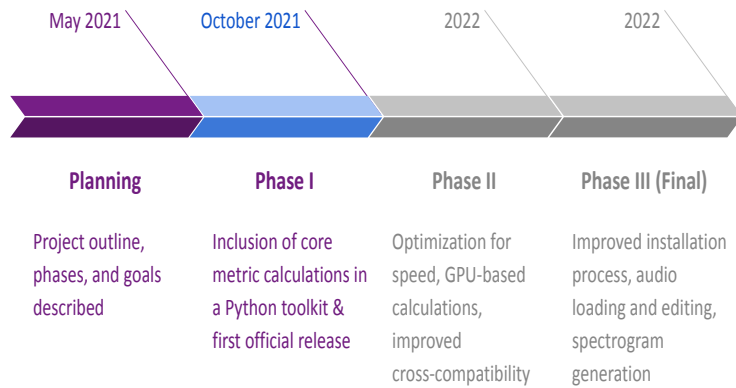 May 2021
October 2021
2022
2022
Planning
Phase I
Phase II
Phase III (Final)
Project outline,
phases, and goals
described
Inclusion of core
metric calculations in
a Python toolkit &
first official release
Optimization for
speed, GPU-based
calculations,
improved
cross-compatibility
Improved installation
process, audio
loading and editing,
spectrogram
generation